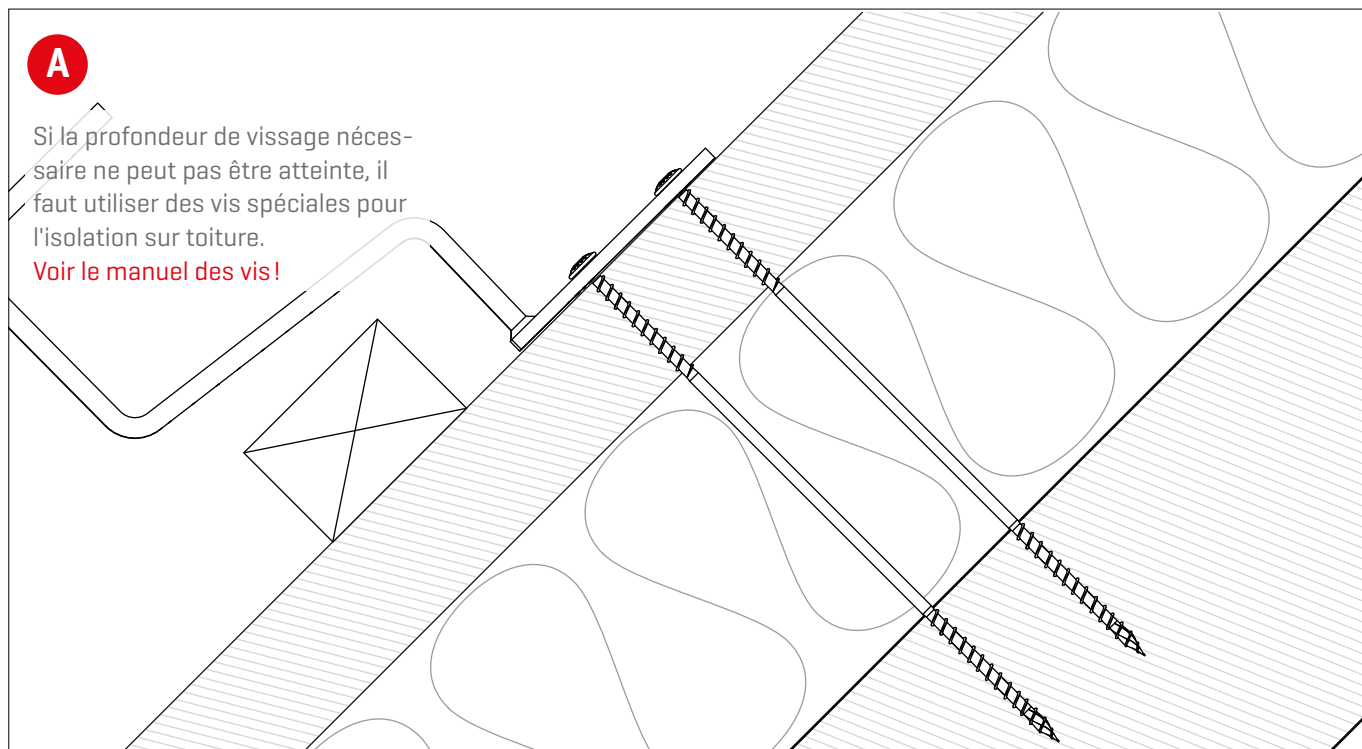 A
Si la profondeur de vissage néces-
saire ne peut pas être atteinte, il
faut utiliser des vis spéciales pour
l'isolation sur toiture.
Voir le manuel des vis!